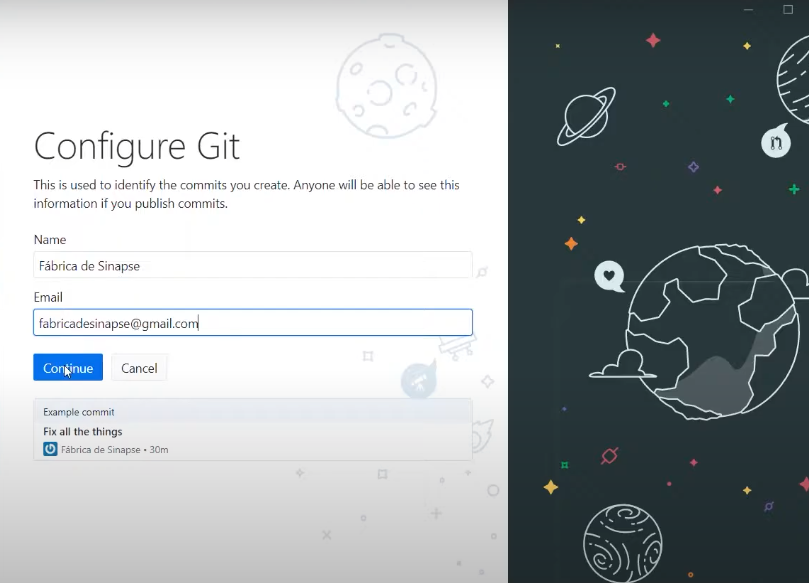 Configure Git
This is used to identify the commits you create. Anyone will be able to see this
information if you publish commits.
Name
Fábrica de Sinapse
Email
fabricadesinapse@gmail.com
Continue
Cancel
Example commit
Fix all the things
Fábrica de Sinapse • 30m